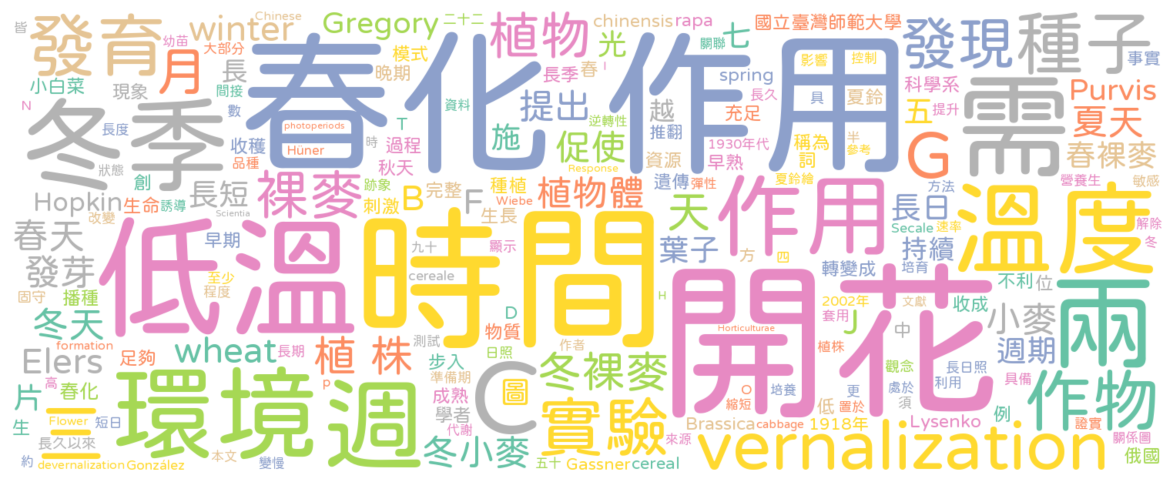 皆
Chinese
二十二
發育
winter
Gregory
植物
chinensis
rapa
國立臺灣師範大學
幼苗
大部分
模式
光
關聯
七
發現
種子
事實
小白菜
月
間接
長
晚期
長季
春
I
spring
影響
控制
科學系
N
現象
數
春化作用
提出
越
長久
具
夏鈴
五
提升
Purvis
冬季
長度
photoperiods
資料
T
施
逆轉性
充足
需
夏天
狀態
收穫
Hüner
時
過程
促使
推翻
1930年代
稱為
半
參考
G
品種
秋天
資源
早熟
詞
春裸麥
創
長短
裸麥
跡象
完整
種植
植物體
遺傳
彈性
夏鈴繪
作用
方法
營養生
敏感
Hopkin
生命
誘導
Scientia
刺激
B
F
Response
Wiebe
天
長日
溫度
改變
生長
Secale
速率
解除
春天
早期
低溫
九十
顯示
時間
葉子
方
四
持續
冬
發芽
至少
cereale
轉變成
培育
不利
位
兩
固守
播種
程度
H
開花
2002年
文獻
收成
冬天
D
套用
J
小麥
formation
測試
物質
日照
作者
Horticulturae
中
Elers
足夠
長期
wheat
植株
步入
冬裸麥
植株
觀念
長日照
週期
片
高
春化
環境
週
P
準備期
C
圖
O
培養
更
處於
利用
具備
作物
生
Flower
短日
成熟
實驗
縮短
置於
低
須
長久以來
代謝
學者
來源
Brassica
cabbage
1918年
Lysenko
例
證實
約
devernalization
González
本文
變慢
冬小麥
五十
Gassner
cereal
vernalization
關係圖
俄國